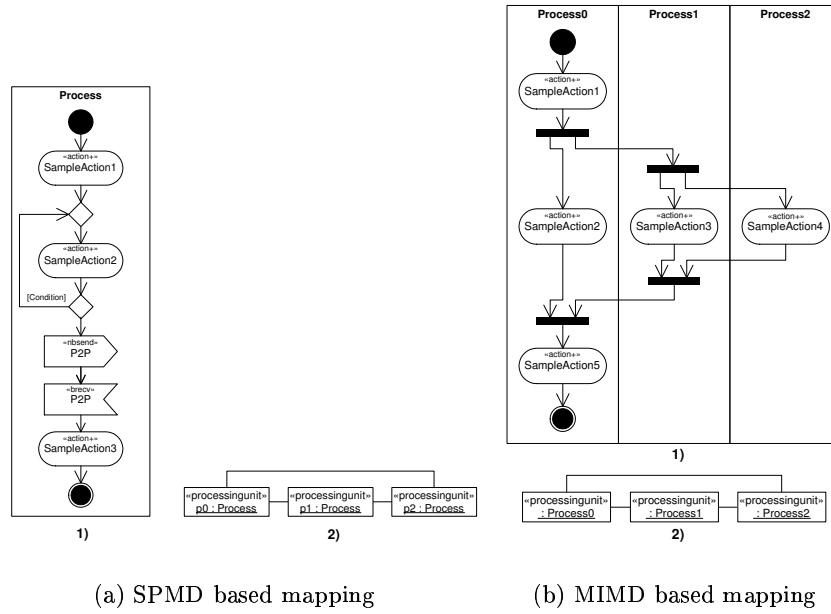 Process
«action+»
SampleAction1
«action+»
SampleAction2
[Condition]
«nbsend»
P2P
«brecv»
P2P
«action+»
SampleAction3
1)
«processingunit»
p0 : Process
«processingunit»
p1 : Process
«processingunit»
p2 : Process
2)
(a) SPMD based mapping
Process0
Process1
Process2
«action+»
SampleAction1
«action+»
SampleAction2
«action+»
SampleAction3
«action+»
SampleAction4
«action+»
SampleAction5
1)
«processingunit»
: Process0
«processingunit»
: Process1
«processingunit»
: Process2
2)
(b) MIMD based mapping